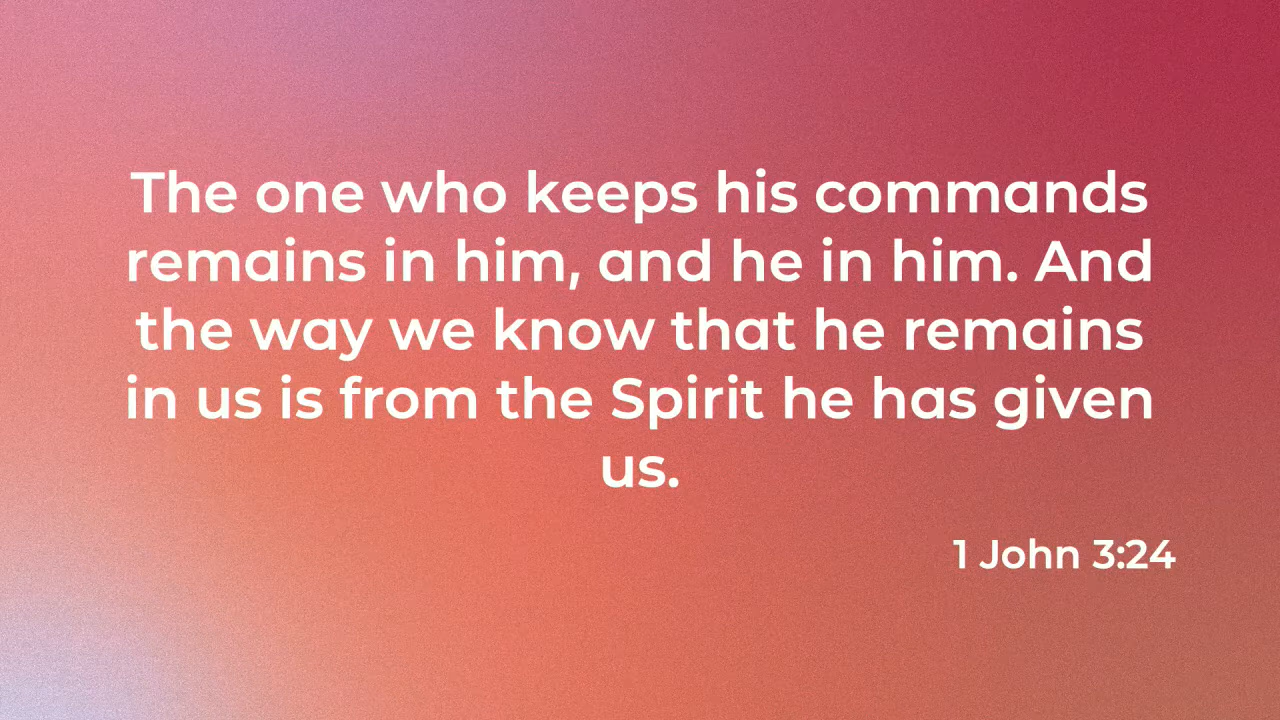 The one who keeps his commands
remains in him, and he in him. And
the way we know that he remains
in us is from the Spirit he has given
us.
1 John 3:24